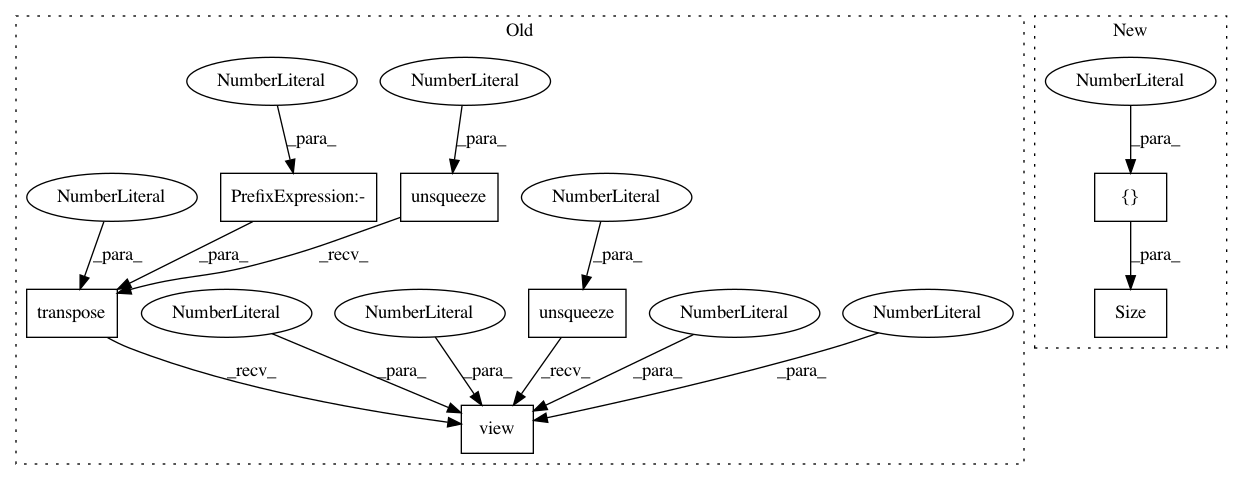 Old
New
NumberLiteral
NumberLiteral
NumberLiteral
_para_
_para_
_para_
NumberLiteral
PrefixExpression:-
unsqueeze
NumberLiteral
{}
_para_
_para_
_recv_
_para_
_para_
transpose
NumberLiteral
NumberLiteral
unsqueeze
NumberLiteral
NumberLiteral
Size
_recv_
_para_
_para_
_recv_
_para_
_para_
view